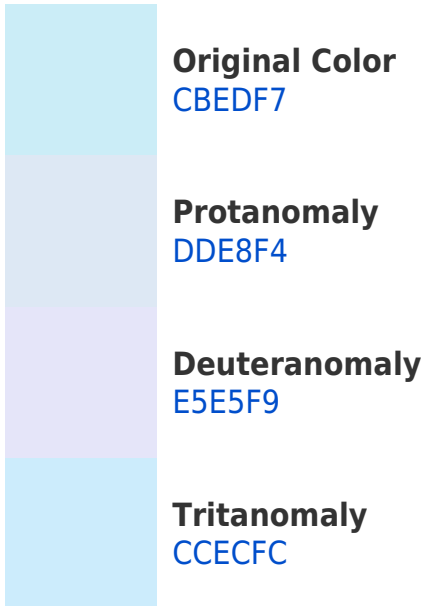 Original Color
CBEDF7
Protanomaly
DDE8F4
Deuteranomaly
E5E5F9
Tritanomaly
CCECFC